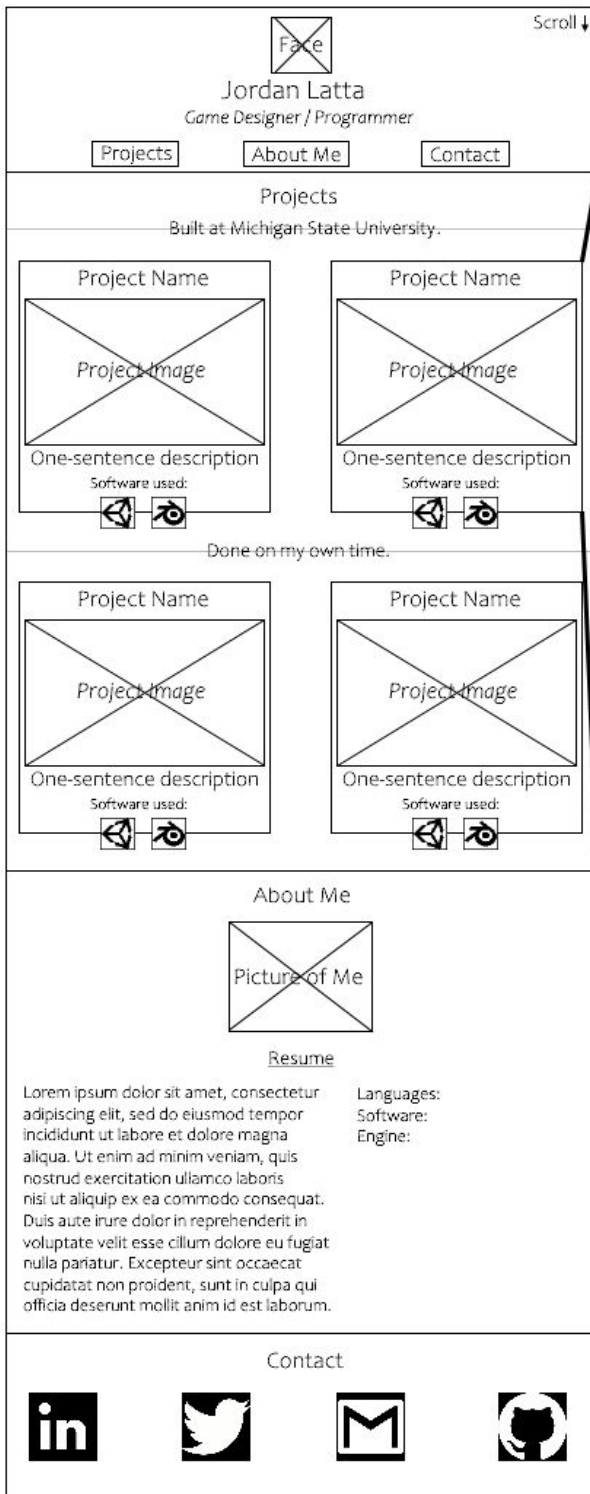 Scroll ↓
Face
Jordan Latta
Game Designer / Programmer
Projects About Me Contact
Projects
Built at Michigan State University.
Project Name Project Name
Project Image Project Image
One-sentence description One-sentence description
Software used: Software used:
Done on my own time.
Project Name Project Name
Project Image Project Image
One-sentence description One-sentence description
Software used: Software used:
About Me
Picture of Me
Resume
Lorem ipsum dolor sit amet, consectetur
adipiscing elit, sed do eiusmod tempor
incididunt ut labore et dolore magna
aliqua. Ut enim ad minim veniam, quis
nostrud exercitation ullamco laboris
nisi ut aliquip ex ea commodo consequat.
Duis aute irure dolor in reprehenderit in
voluptate velit esse cillum dolore eu fugiat
nulla pariatur. Excepteur sint occaecat
cupidatat non proident, sunt in culpa qui
officia deserunt mollit anim id est laborum.
Languages:
Software:
Engine:
Contact
in